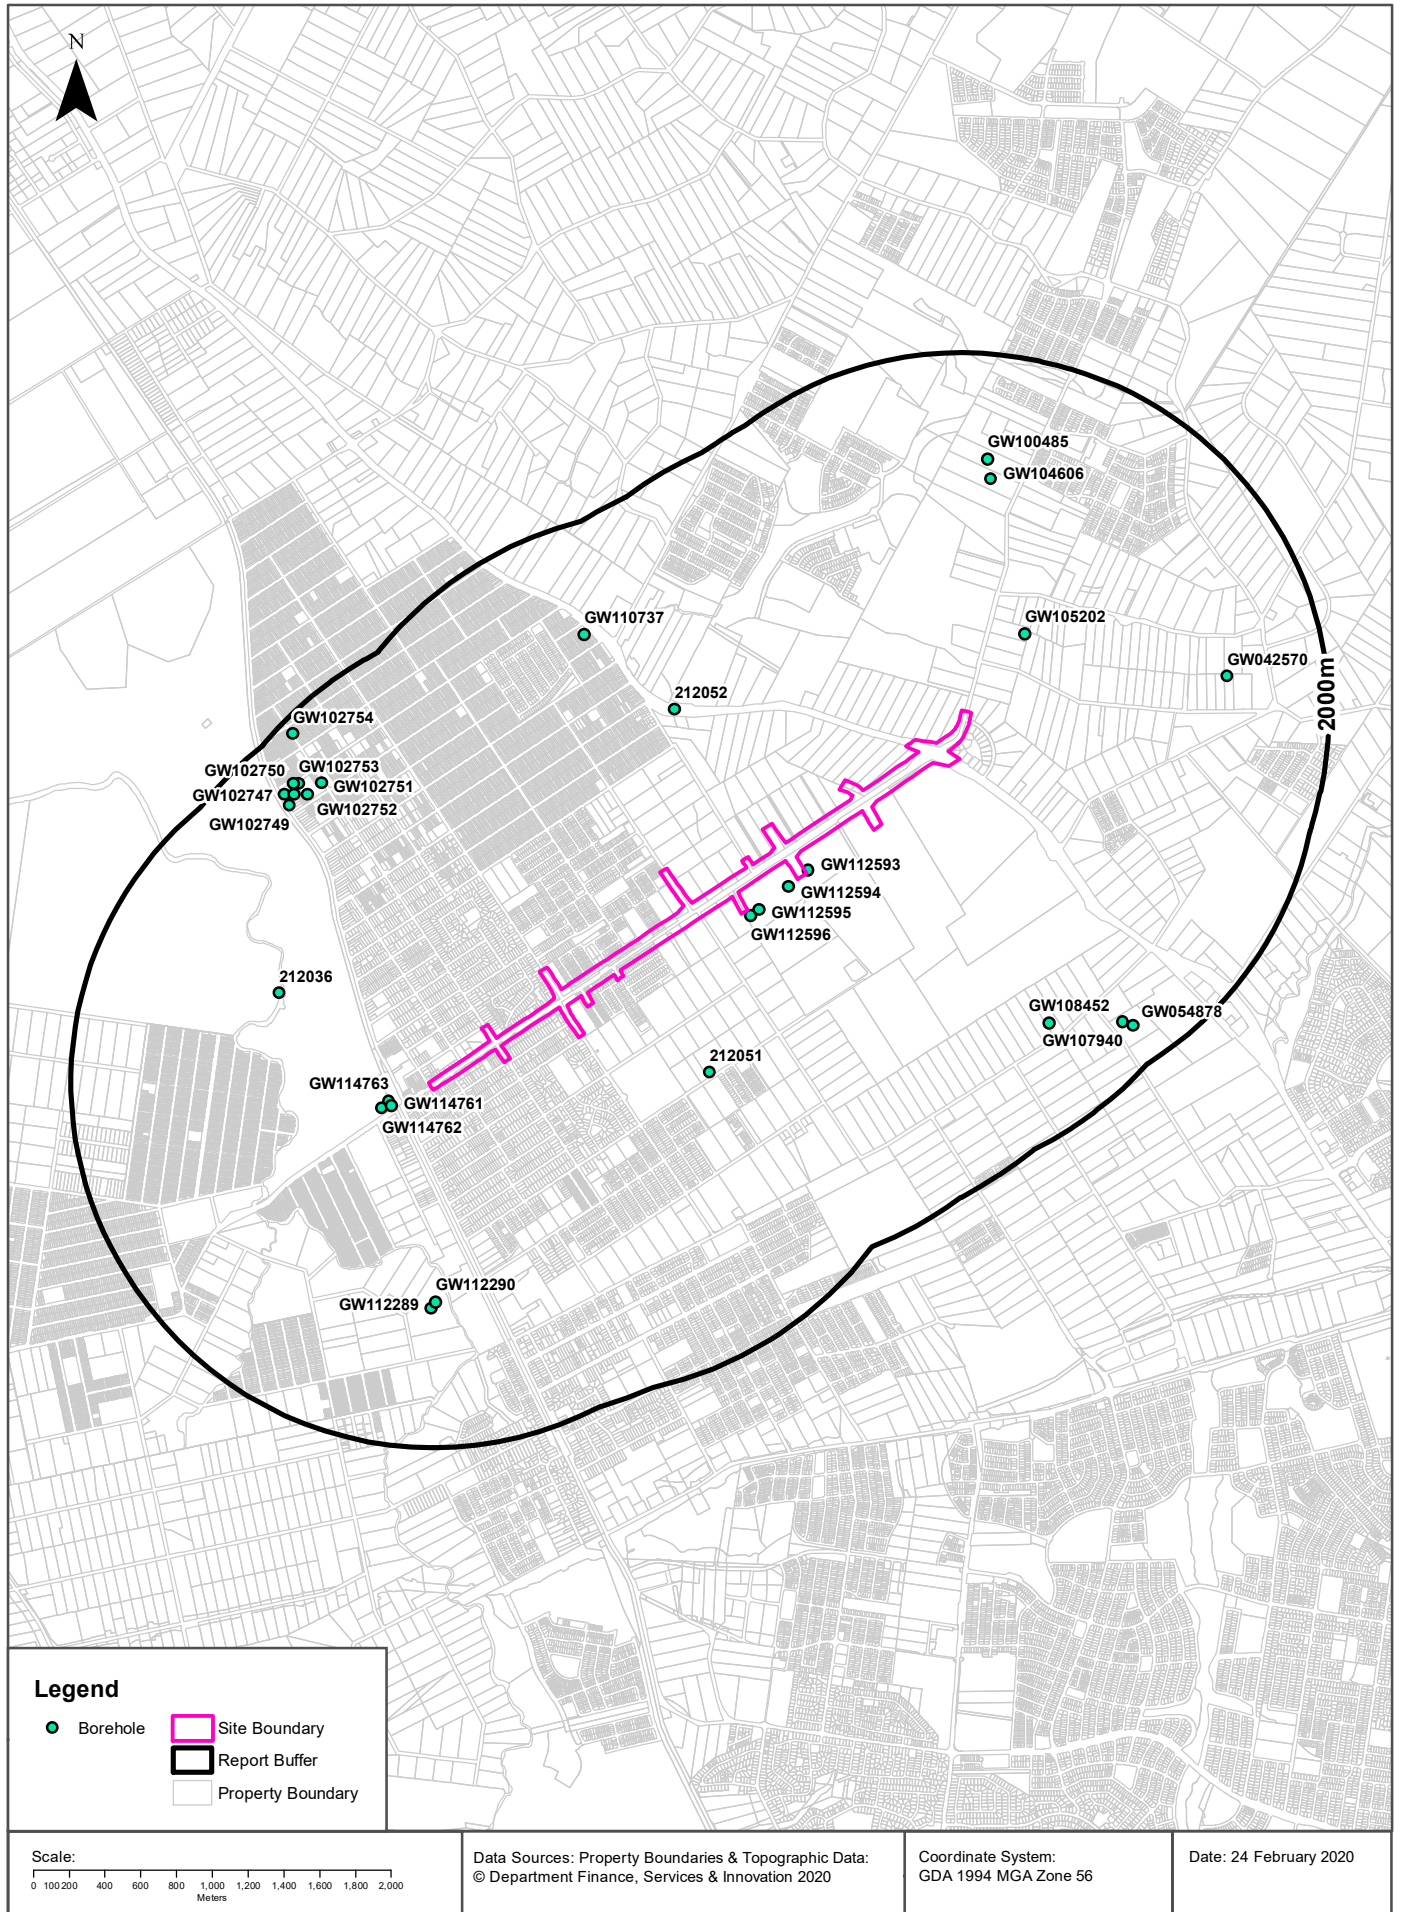 N
GW100485
GW104606
GW110737
GW105202
GW042570
2000m
212052
GW102754
GW102750 GW102753
GW102747 GW102751
GW102752
GW102749
GW112593
GW112594
GW112595
GW112596
212036
GW108452 GW054878
GW107940
212051
GW114763
GW114761
GW114762
GW112290
GW112289
Legend
Borehole
Site Boundary
Report Buffer
Property Boundary
Scale:
0 100 200 400 600 800 1,000 1,200 1,400 1,600 1,800 2,000
Meters
Data Sources: Property Boundaries & Topographic Data:
© Department Finance, Services & Innovation 2020
Coordinate System:
GDA 1994 MGA Zone 56
Date: 24 February 2020